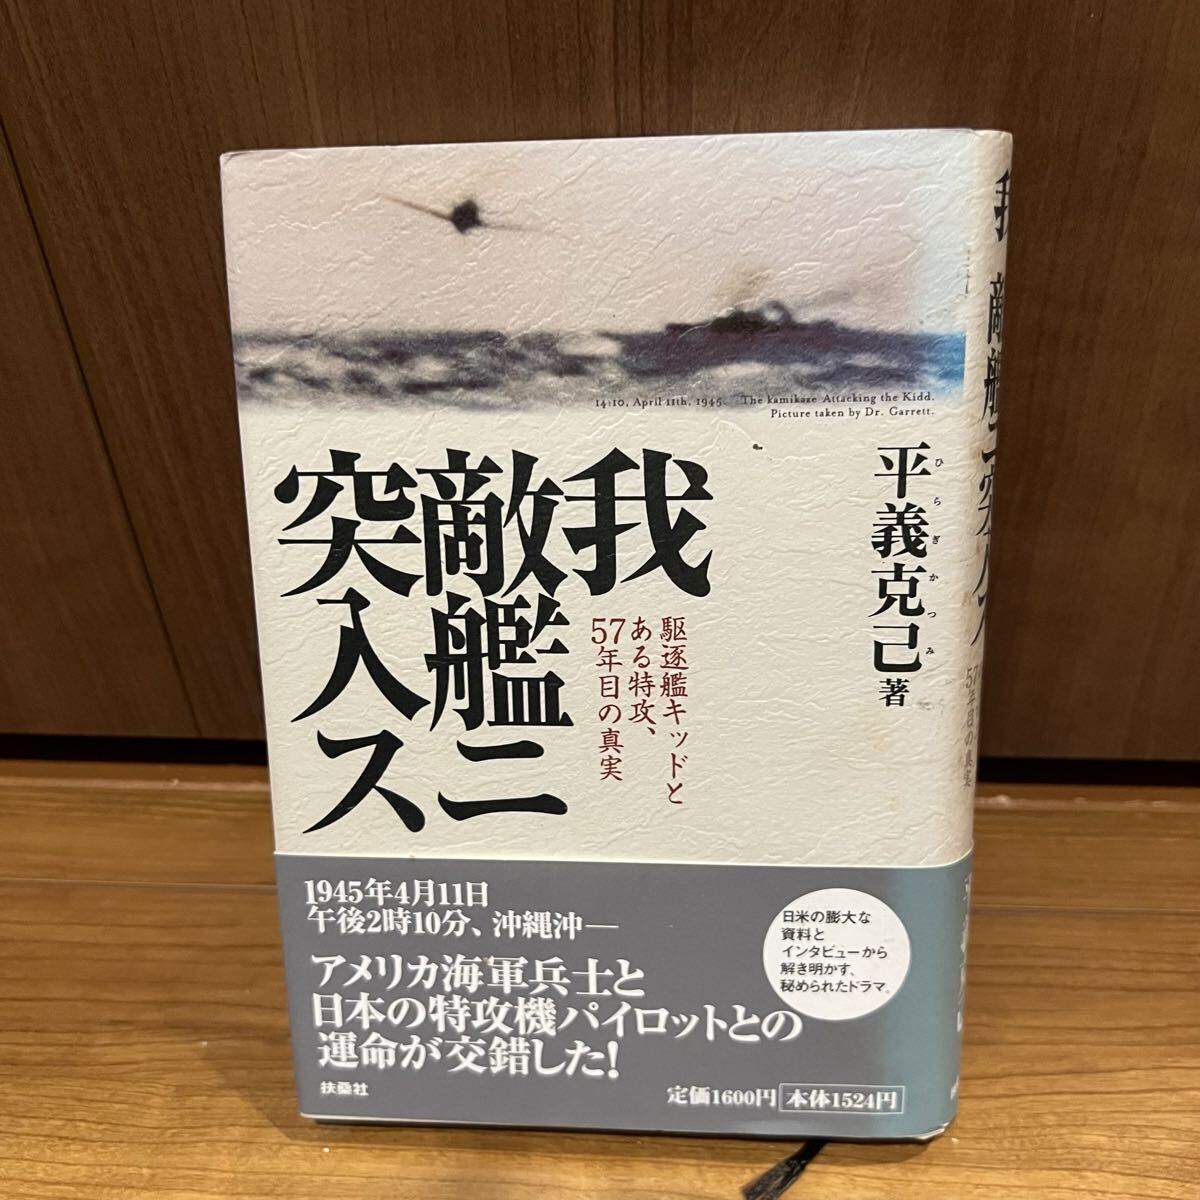 14:10, April 11th, 1945. The kamikaze Attacking the Kidd.
Picture taken by Dr. Garrett.
平義克己 著
ひらぎかつみ
我
敵艦ニ
突入ス
駆逐艦キッドと
ある特攻、
57年目の真実
1945年4月11日
午後2時10分、沖縄沖―
アメリカ海軍兵士と
日本の特攻機パイロットとの
運命が交錯した!
日米の膨大な
資料と
インタビューから
解き明かす、
秘められたドラマ。
扶桑社
定価1600円 本体1524円
我 敵艦ニ突入ス
57年目の真実